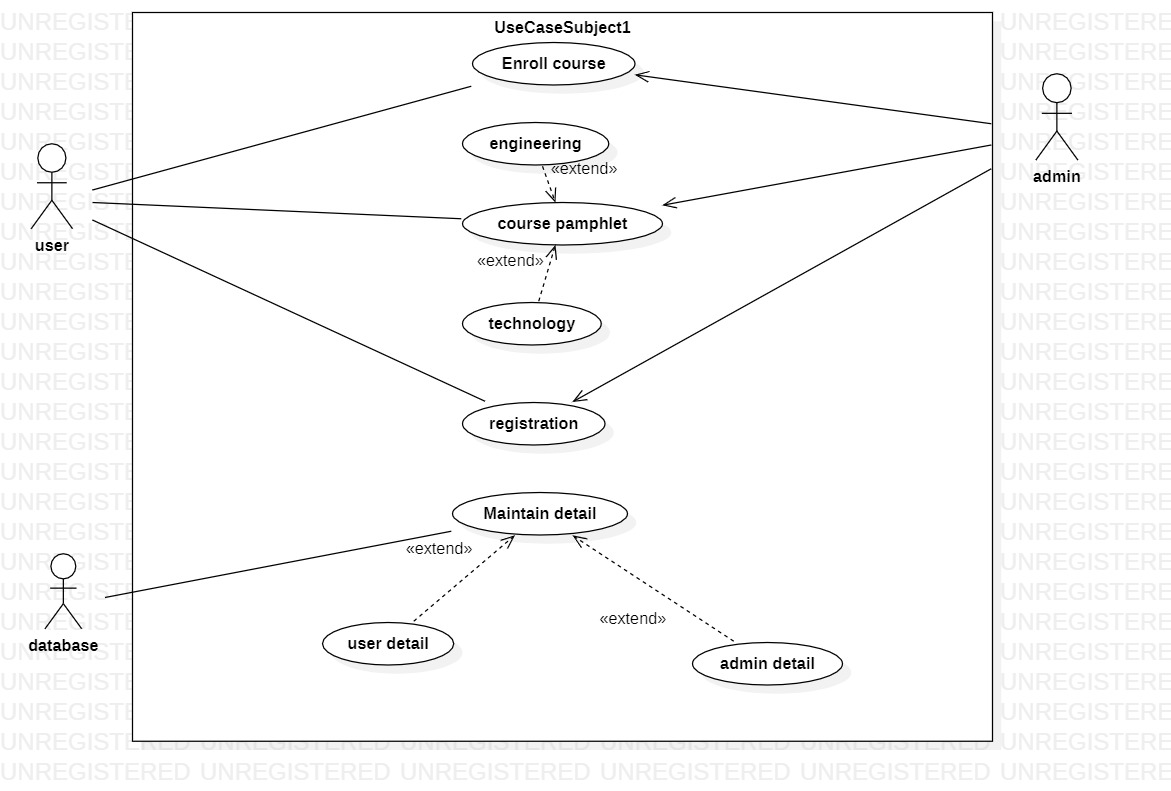 UseCaseSubject1
Enroll course
engineering
«extend»
admin
course pamphlet
user
«extend»
technology
registration
Maintain detail
«extend»
«extend»
database
user detail
admin detail
UNREGISTERED UNREGISTERED UNREGISTERED UNREGISTERED UNREGISTERED UNREGISTERE